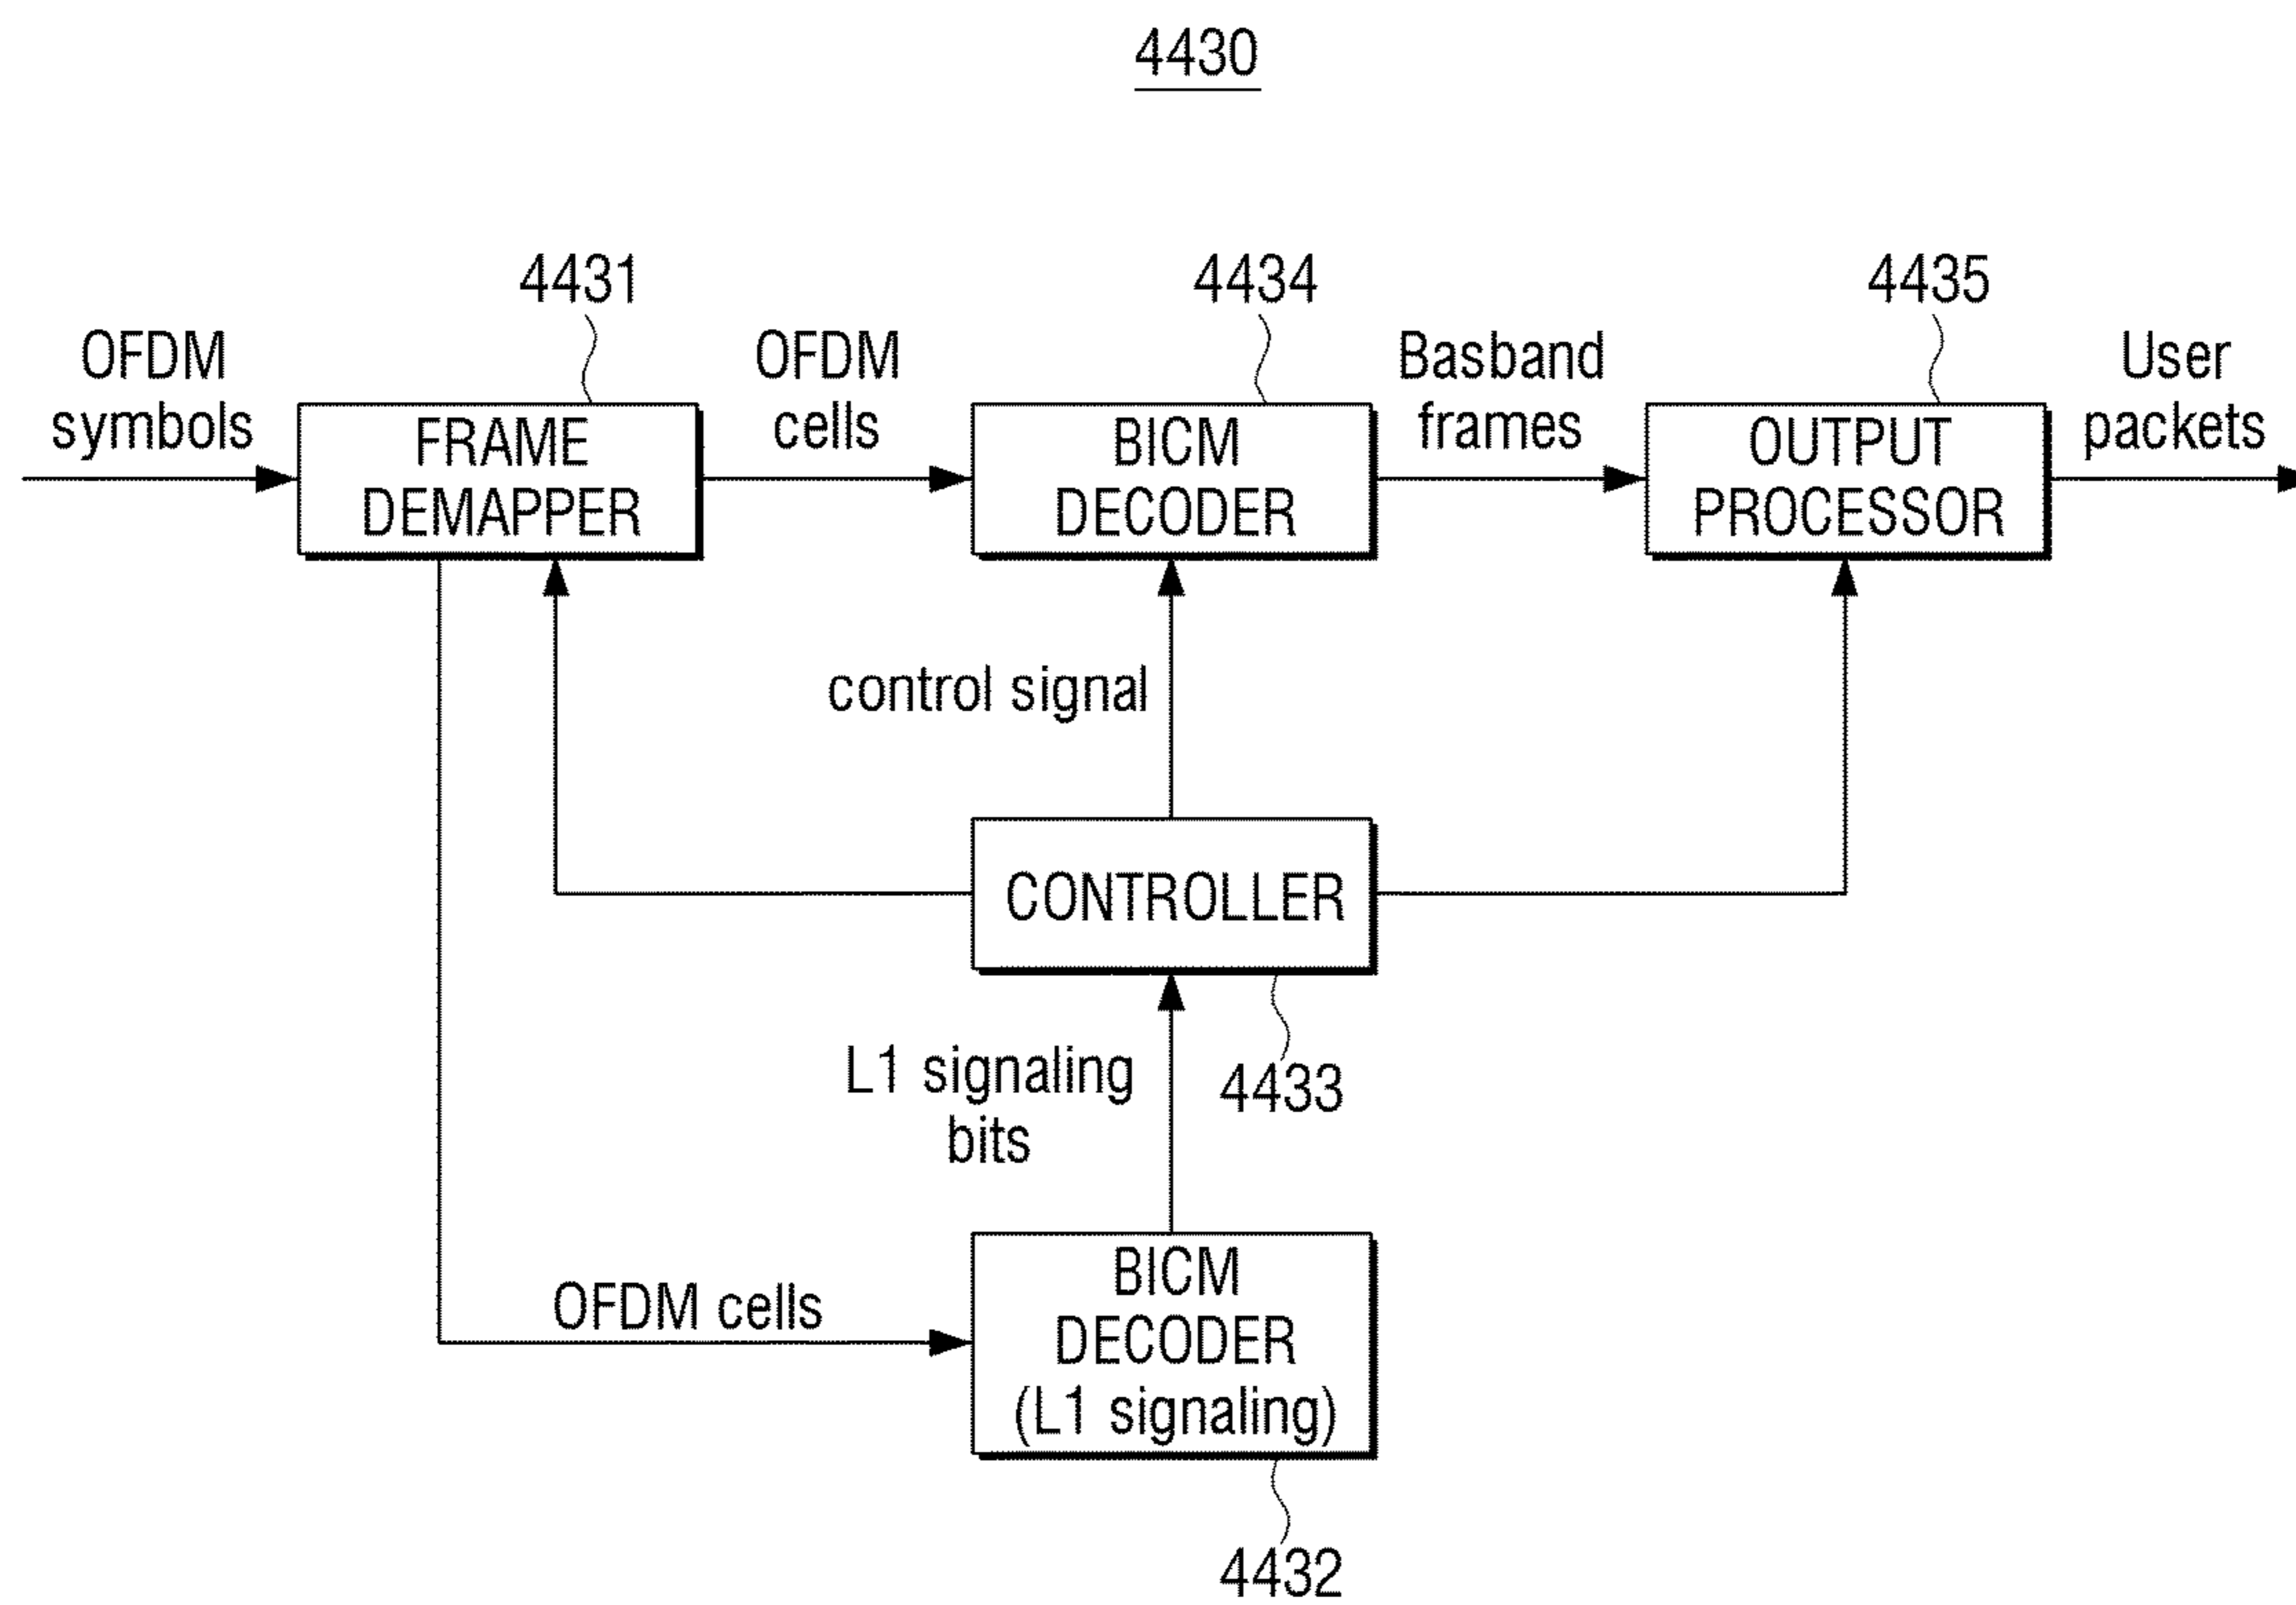 4430
4431
4434
4435
OFDM
symbols
OFDM
cells
Basband
frames
User
packets
FRAME
DEMAPPER
BICM
DECODER
OUTPUT
PROCESSOR
control signal
CONTROLLER
L1 signaling
bits
4433
OFDM cells
BICM
DECODER
(L1 signaling)
4432